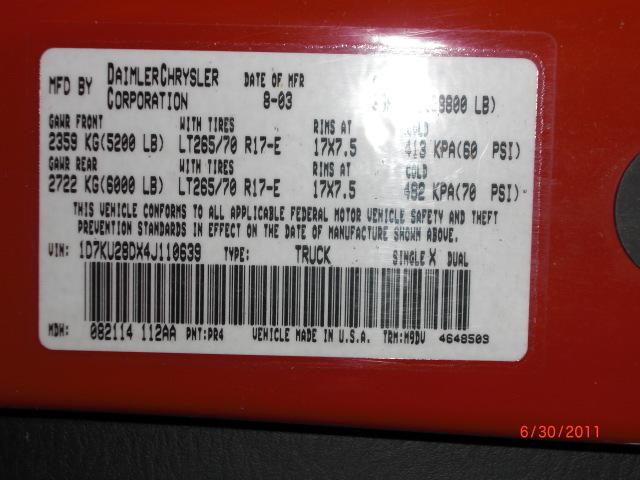 MFD BY DAIMLERCHRYSLER CORPORATION DATE OF MFR 8-03 LB)
GAWR FRONT WITH TIRES RIMS AT COLD
2359 KG(5200 LB) LT265/70 R17-E 17X7.5 413 KPA(60 PSI)
GAWR REAR WITH TIRES RIMS AT COLD
2722 KG(6000 LB) LT265/70 R17-E 17X7.5 482 KPA(70 PSI)
THIS VEHICLE CONFORMS TO ALL APPLICABLE FEDERAL MOTOR VEHICLE SAFETY AND THEFT
PREVENTION STANDARDS IN EFFECT ON THE DATE OF MANUFACTURE SHOWN ABOVE.
VIN: 1D7KU28DX4J110639 TYPE: TRUCK SINGLE X DUAL
MDH: 082114 112AA PNT:PR4 VEHICLE MADE IN U.S.A. TRM:M9DV 4648509
6/30/2011